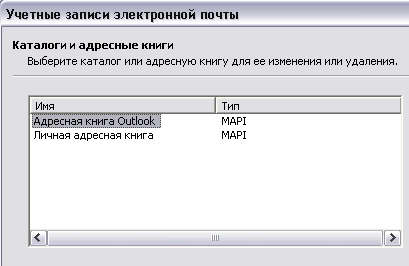 Учетные записи электронной почты
Каталоги и адресные книги
Выберите каталог или адресную книгу для ее изменения или удаления.
Имя Тип
Адресная книга Outlook MAPI
Личная адресная книга MAPI